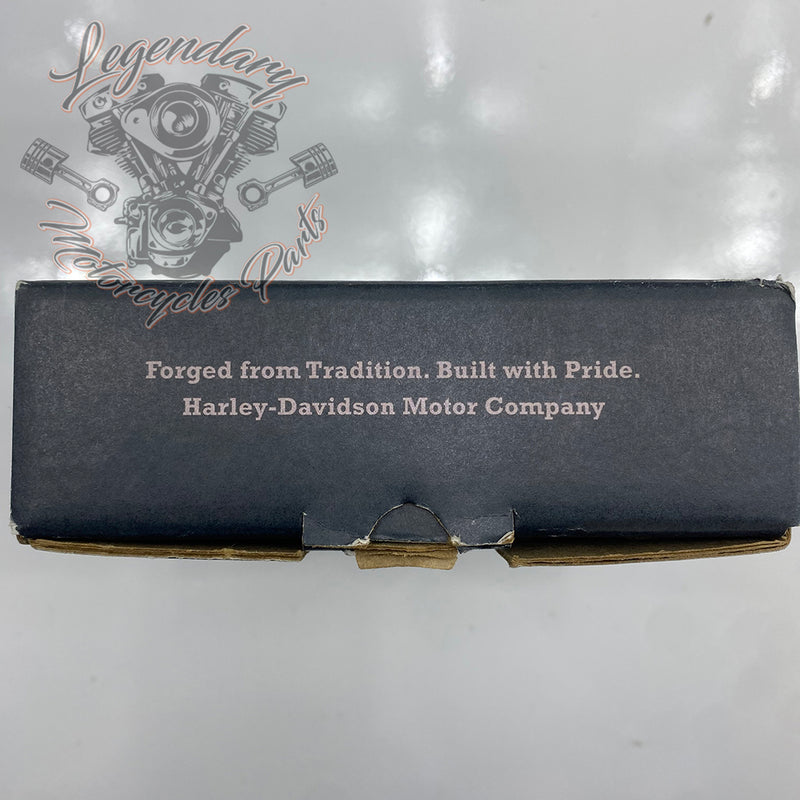 Legendary
Motorcycles Parts
Forged from Tradition. Built with Pride.
Harley-Davidson Motor Company